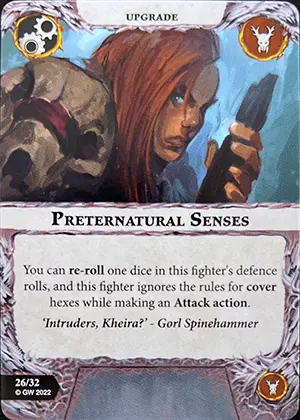 UPGRADE
PRETERNATURAL SENSES
You can re-roll one dice in this fighter's defence
rolls, and this fighter ignores the rules for cover
hexes while making an Attack action.
'Intruders, Kheira?' - Gorl Spinehammer
26/32
© GW 2022